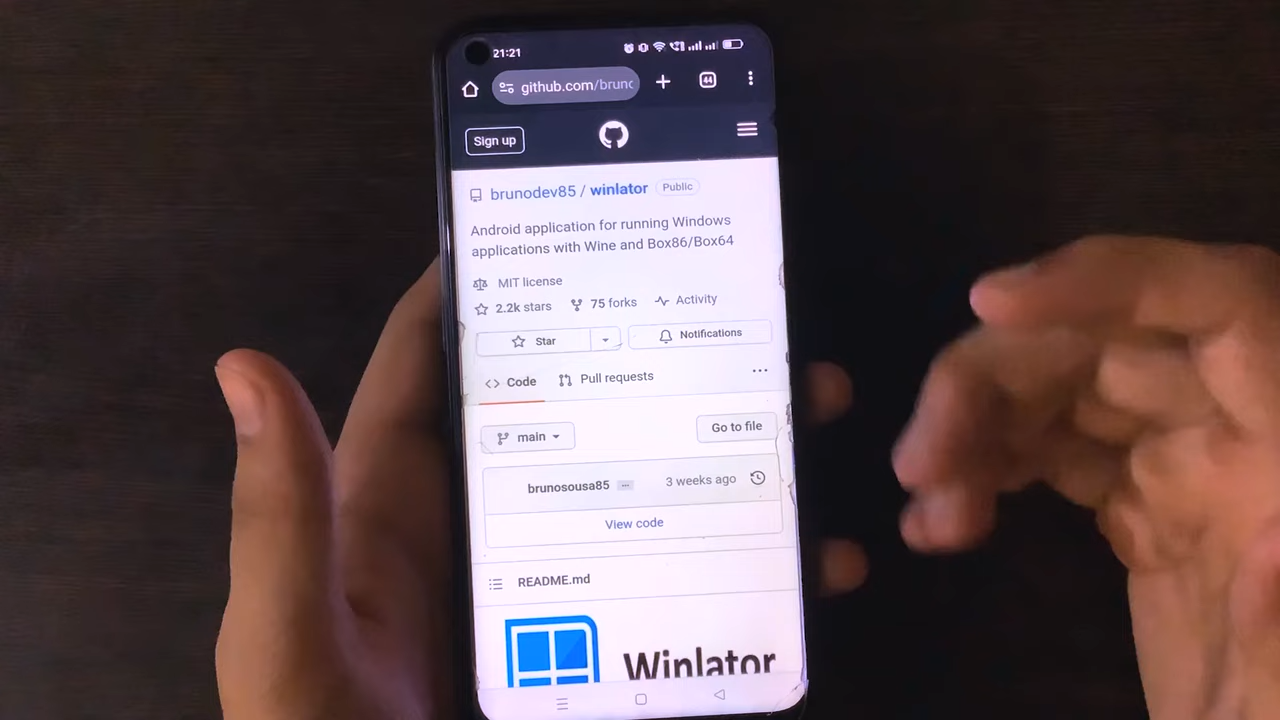 21:21
github.com/brunc
44
Sign up
brunodev85 / winlator Public
Android application for running Windows
applications with Wine and Box86/Box64
MIT license
2.2k stars 75 forks Activity
Star Notifications
Code Pull requests
main Go to file
brunosousa85 3 weeks ago
View code
README.md
Winlator